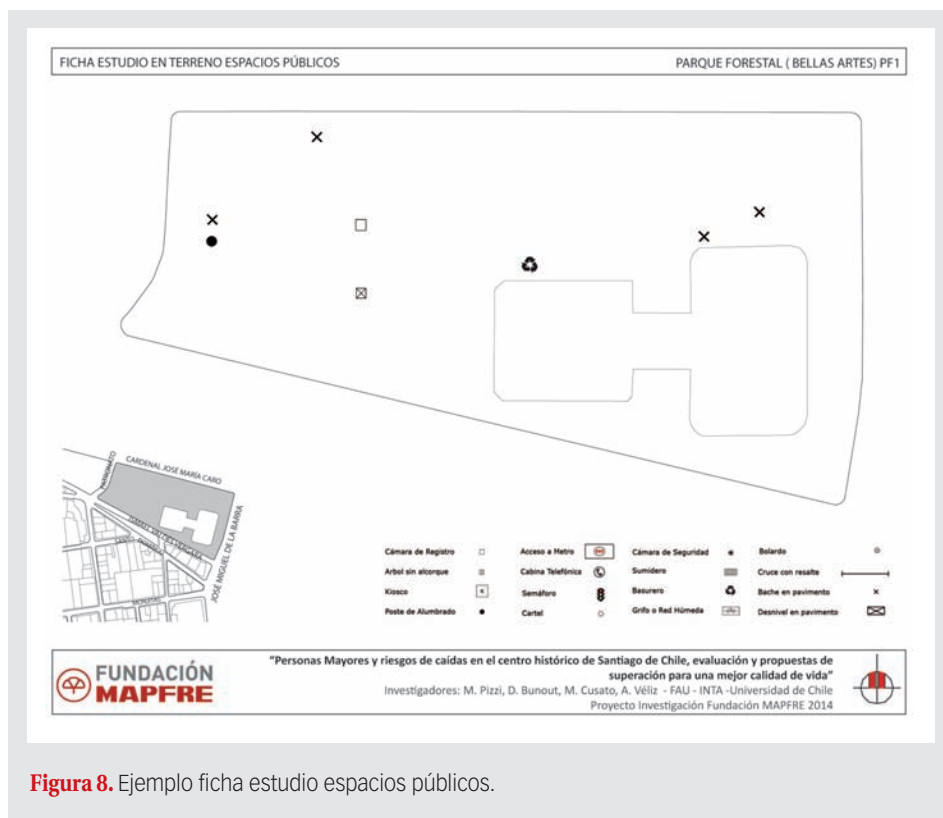 FICHA ESTUDIO EN TERRENO ESPACIOS PÚBLICOS
PARQUE FORESTAL ( BELLAS ARTES) PF1
PATRONATO
CARDENAL JOSÉ MARÍA CARO
ISMAEL VALDÉS VERGARA
JOSÉ MIGUEL DE LA BARRA
Cámara de Registro
Acceso a Metro
Cámara de Seguridad
Bolardo
Arbol sin alcorque
Cabina Telefónica
Sumidero
Cruce con resalte
Kiosco
Semáforo
Basurero
Bache en pavimento
Poste de Alumbrado
Cartel
Grifo o Red Húmeda
Desnivel en pavimento
FUNDACIÓN
MAPFRE
"Personas Mayores y riesgos de caídas en el centro histórico de Santiago de Chile, evaluación y propuestas de
superación para una mejor calidad de vida"
Investigadores: M. Pizzi, D. Bunout, M. Cusato, A. Véliz - FAU - INTA -Universidad de Chile
Proyecto Investigación Fundación MAPFRE 2014
Figura 8. Ejemplo ficha estudio espacios públicos.